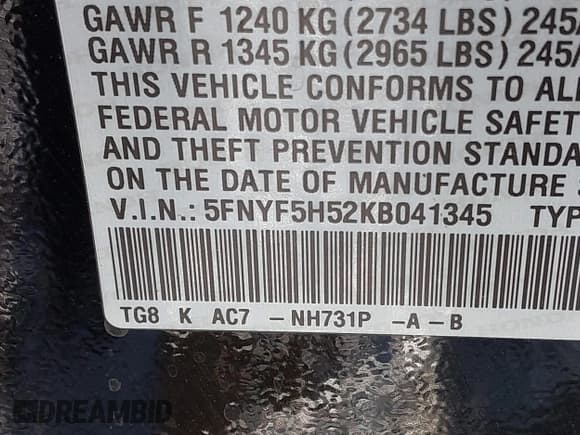 GAWR F 1240 KG (2734 LBS) 245/
GAWR R 1345 KG (2965 LBS) 245/
THIS VEHICLE CONFORMS TO ALL
FEDERAL MOTOR VEHICLE SAFET
AND THEFT PREVENTION STANDA
ON THE DATE OF MANUFACTURE
V.I.N.: 5FNYF5H52KB041345 TYP
TG8 K AC7 -NH731P -A-B
DREAMBID